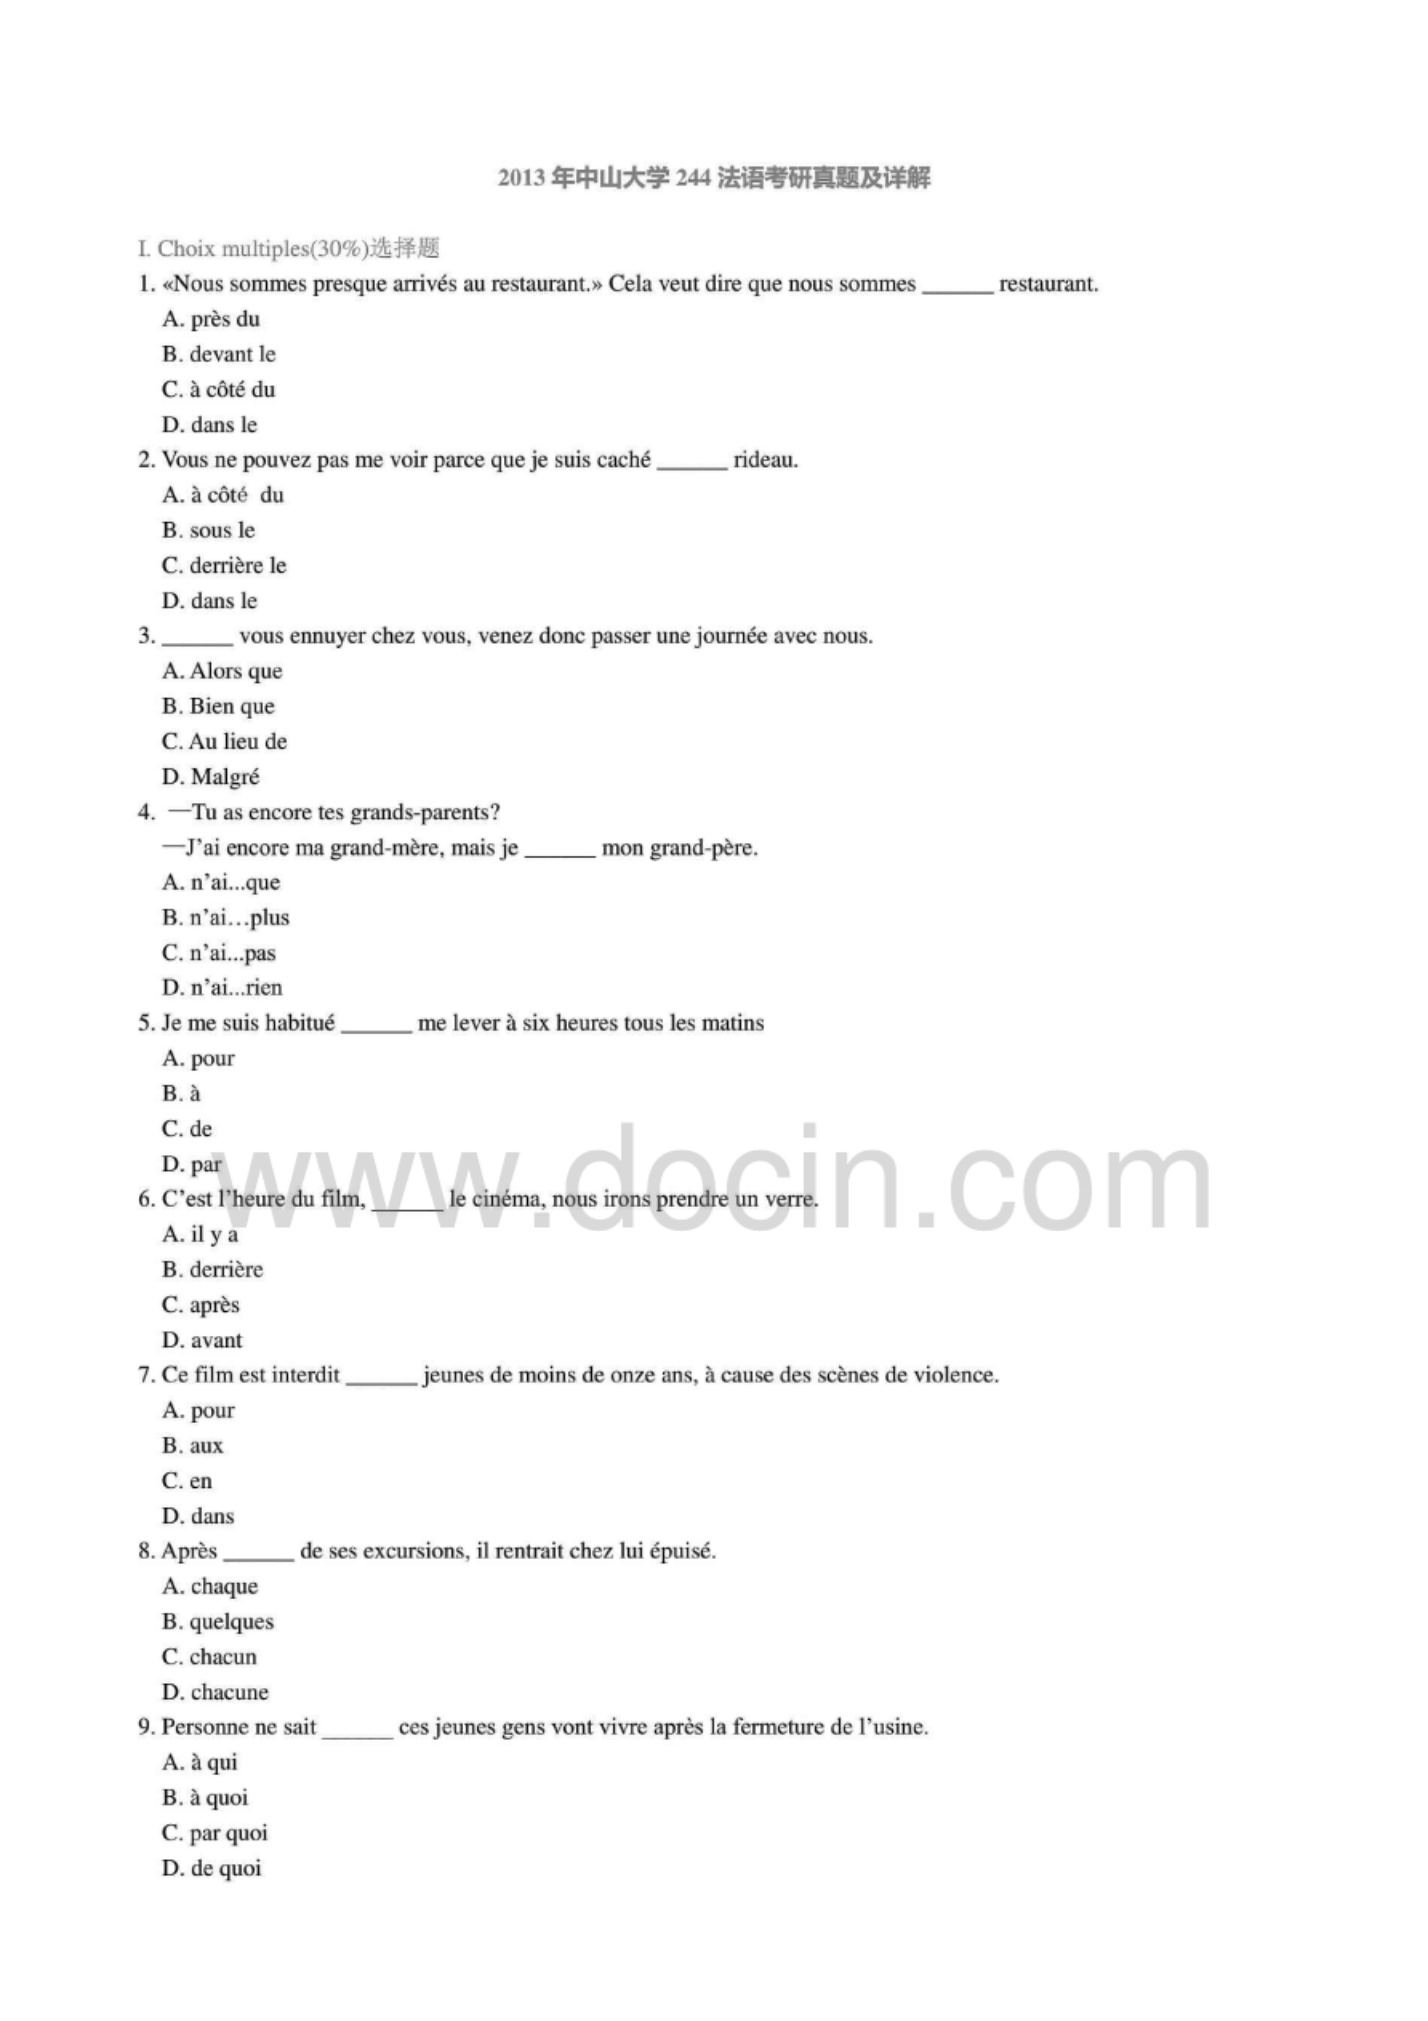 2013 年中山大学 244 法语考研真题及详解
I. Choix multiples(30%)选择题
1. «Nous sommes presque arrivés au restaurant.» Cela veut dire que nous sommes ______ restaurant.
A. près du
B. devant le
C. à côté du
D. dans le
2. Vous ne pouvez pas me voir parce que je suis caché ______ rideau.
A. à côté  du
B. sous le
C. derrière le
D. dans le
3. ______ vous ennuyer chez vous, venez donc passer une journée avec nous.
A. Alors que
B. Bien que
C. Au lieu de
D. Malgré
4. —Tu as encore tes grands-parents?
—J’ai encore ma grand-mère, mais je ______ mon grand-père.
A. n’ai...que
B. n’ai…plus
C. n’ai...pas
D. n’ai...rien
5. Je me suis habitué ______ me lever à six heures tous les matins
A. pour
B. à
C. de
D. par
www.docin.com
6. C’est l’heure du film, ______ le cinéma, nous irons prendre un verre.
A. il y a
B. derrière
C. après
D. avant
7. Ce film est interdit ______ jeunes de moins de onze ans, à cause des scènes de violence.
A. pour
B. aux
C. en
D. dans
8. Après ______ de ses excursions, il rentrait chez lui épuisé.
A. chaque
B. quelques
C. chacun
D. chacune
9. Personne ne sait ______ ces jeunes gens vont vivre après la fermeture de l’usine.
A. à qui
B. à quoi
C. par quoi
D. de quoi